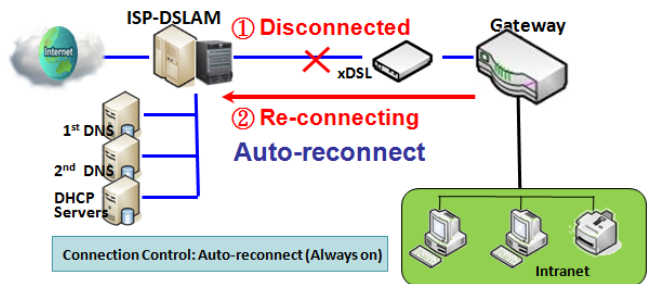 ISP-DSLAM
① Disconnected
Gateway
Internet
xDSL
1st DNS
② Re-connecting
2nd DNS
Auto-reconnect
DHCP
Servers
Connection Control: Auto-reconnect (Always on)
Intranet